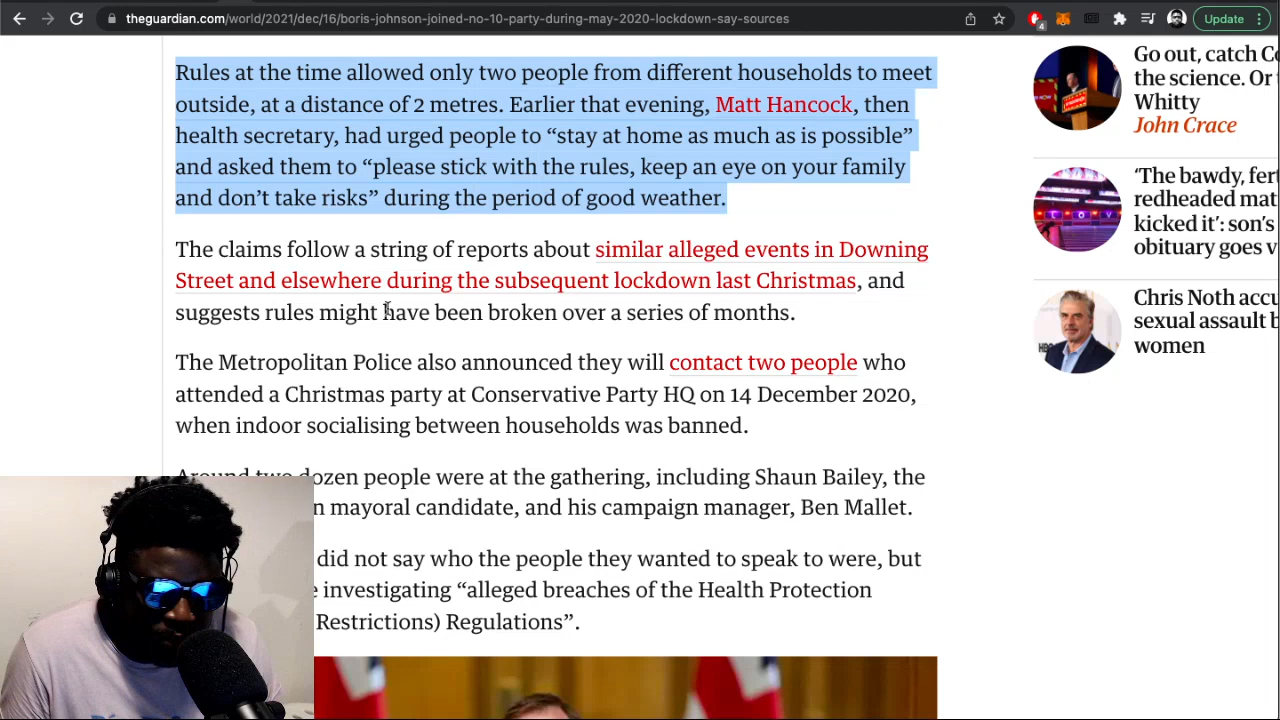 theguardian.com/world/2021/dec/16/boris-johnson-joined-no-10-party-during-may-2020-lockdown-say-sources
4
Update
Rules at the time allowed only two people from different households to meet
outside, at a distance of 2 metres. Earlier that evening, Matt Hancock, then
health secretary, had urged people to “stay at home as much as is possible”
and asked them to “please stick with the rules, keep an eye on your family
and don’t take risks” during the period of good weather.
The claims follow a string of reports about similar alleged events in Downing
Street and elsewhere during the subsequent lockdown last Christmas, and
suggests rules might have been broken over a series of months.
The Metropolitan Police also announced they will contact two people who
attended a Christmas party at Conservative Party HQ on 14 December 2020,
when indoor socialising between households was banned.
Around two dozen people were at the gathering, including Shaun Bailey, the
mayoral candidate, and his campaign manager, Ben Mallet.
did not say who the people they wanted to speak to were, but
investigating “alleged breaches of the Health Protection
Restrictions) Regulations”.
Go out, catch
the science. Or
Whitty
John Crace
‘The bawdy,
redheaded
kicked it’: son’s
obituary goes
Chris Noth
sexual assault
women